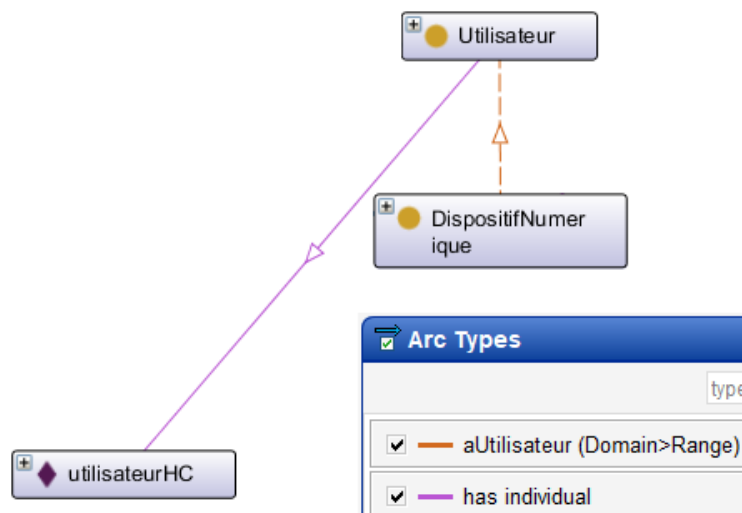 Utilisateur
DispositifNumer
ique
Arc Types
type
aUtilisateur (Domain>Range)
utilisateurHC
has individual